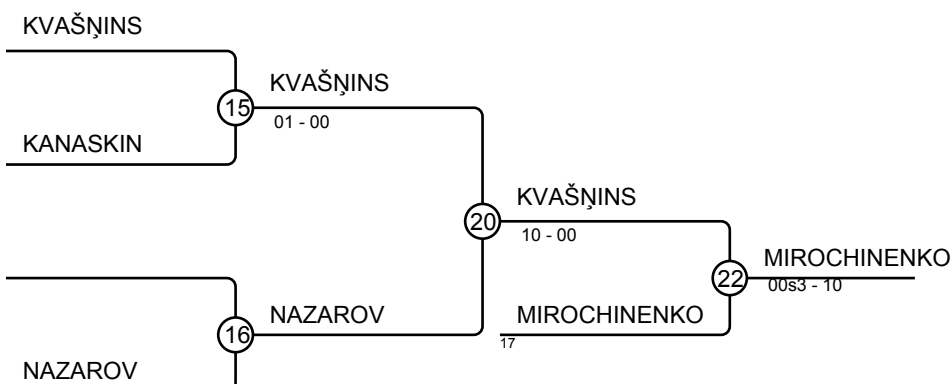 KVAŠŅINS
KVAŠŅINS
15
01 - 00
KANASKIN
KVAŠŅINS
20
10 - 00
MIROCHINENKO
22
00s3 - 10
NAZAROV
MIROCHINENKO
16
17
NAZAROV